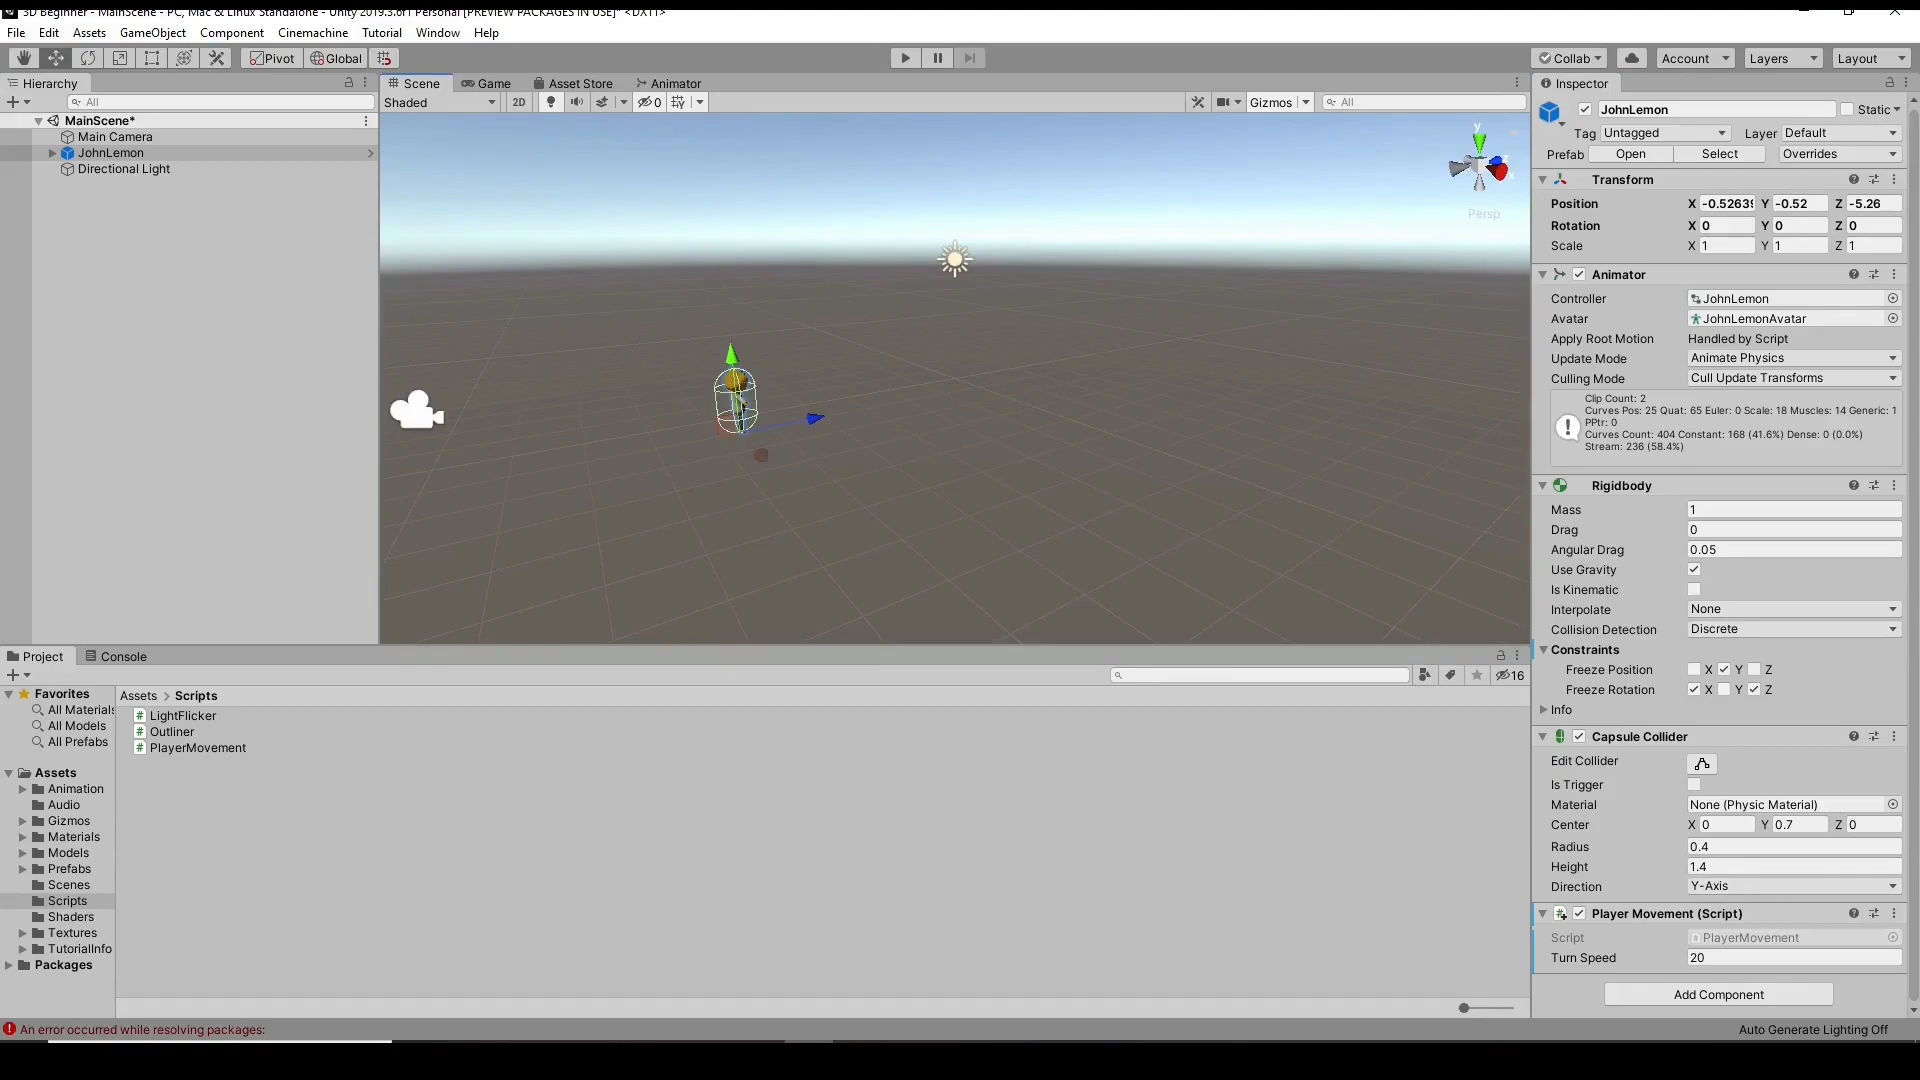 3D Beginner - MainScene - PC, Mac & Linux Standalone - Unity 2019.3.6f1 Personal [PREVIEW PACKAGES IN USE]* <DX11>
File Edit Assets GameObject Component Cinemachine Tutorial Window Help
Pivot Global Collab Account Layers Layout
Hierarchy
All
MainScene*
Main Camera
JohnLemon
Directional Light
Scene Game Asset Store Animator
Shaded 2D 0 Gizmos All
y
Persp
Inspector
JohnLemon Static
Tag Untagged Layer Default
Prefab Open Select Overrides
Transform
Position X -0.5263 Y -0.52 Z -5.26
Rotation X 0 Y 0 Z 0
Scale X 1 Y 1 Z 1
Animator
Controller JohnLemon
Avatar JohnLemonAvatar
Apply Root Motion Handled by Script
Update Mode Animate Physics
Culling Mode Cull Update Transforms
Clip Count: 2
Curves Pos: 25 Quat: 65 Euler: 0 Scale: 18 Muscles: 14 Generic: 1
PPtr: 0
Curves Count: 404 Constant: 168 (41.6%) Dense: 0 (0.0%)
Stream: 236 (58.4%)
Rigidbody
Mass 1
Drag 0
Angular Drag 0.05
Use Gravity
Is Kinematic
Interpolate None
Collision Detection Discrete
Constraints
Freeze Position X Y Z
Freeze Rotation X Y Z
Info
Capsule Collider
Edit Collider
Is Trigger
Material None (Physic Material)
Center X 0 Y 0.7 Z 0
Radius 0.4
Height 1.4
Direction Y-Axis
Player Movement (Script)
Script PlayerMovement
Turn Speed 20
Add Component
Project Console
16
Favorites
All Materials
All Models
All Prefabs
Assets
Animation
Audio
Gizmos
Materials
Models
Prefabs
Scenes
Scripts
Shaders
Textures
TutorialInfo
Packages
Assets > Scripts
LightFlicker
Outliner
PlayerMovement
An error occurred while resolving packages:
Auto Generate Lighting Off